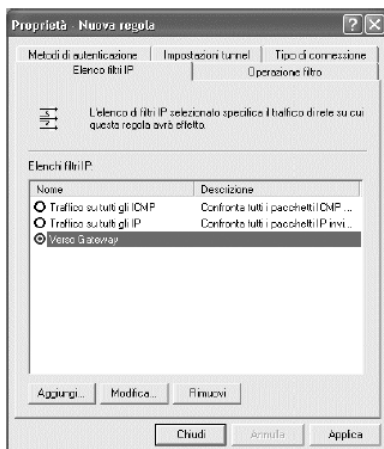 Proprietà - Nuova regola
Metodi di autenticazione Impostazioni tunnel Tipo di connessione
Elenco filtri IP Operazione filtro
L'elenco di filtri IP selezionato specifica il traffico di rete su cui
questa regola avrà effetto.
Elenchi filtri IP:
Nome Descrizione
Traffico su tutti gli ICMP Confronta tutti i pacchetti ICMP ...
Traffico su tutti gli IP Confronta tutti i pacchetti IP invi...
Verso Gateway
Aggiungi... Modifica... Rimuovi
Chiudi Annulla Applica